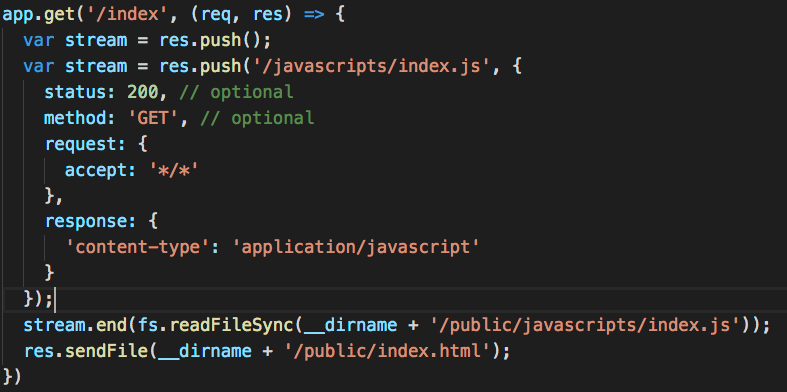 app.get('/index', (req, res) => {
  var stream = res.push();
  var stream = res.push('/javascripts/index.js', {
    status: 200, // optional
    method: 'GET', // optional
    request: {
      accept: '*/*'
    },
    response: {
      'content-type': 'application/javascript'
    }
  });
  stream.end(fs.readFileSync(__dirname + '/public/javascripts/index.js'));
  res.sendFile(__dirname + '/public/index.html');
})